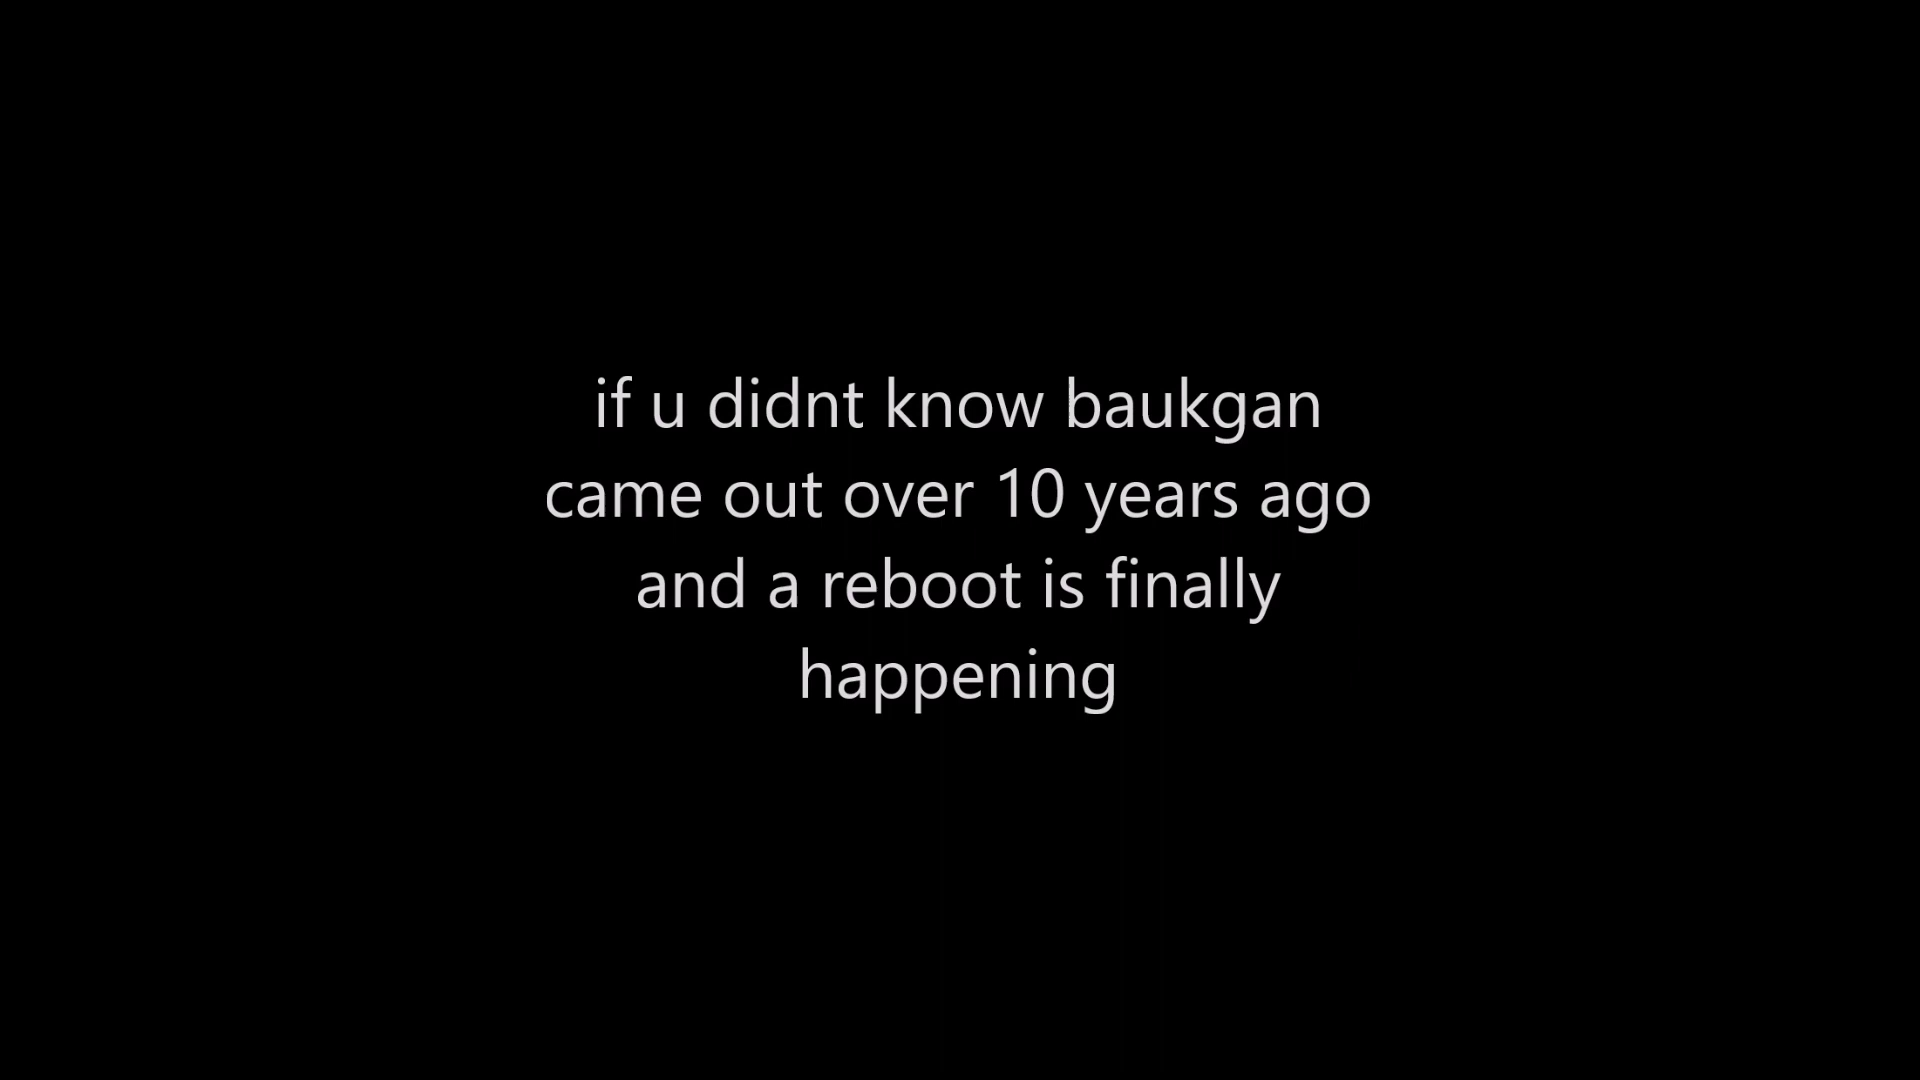 if u didnt know baukgan
came out over 10 years ago
and a reboot is finally
happening